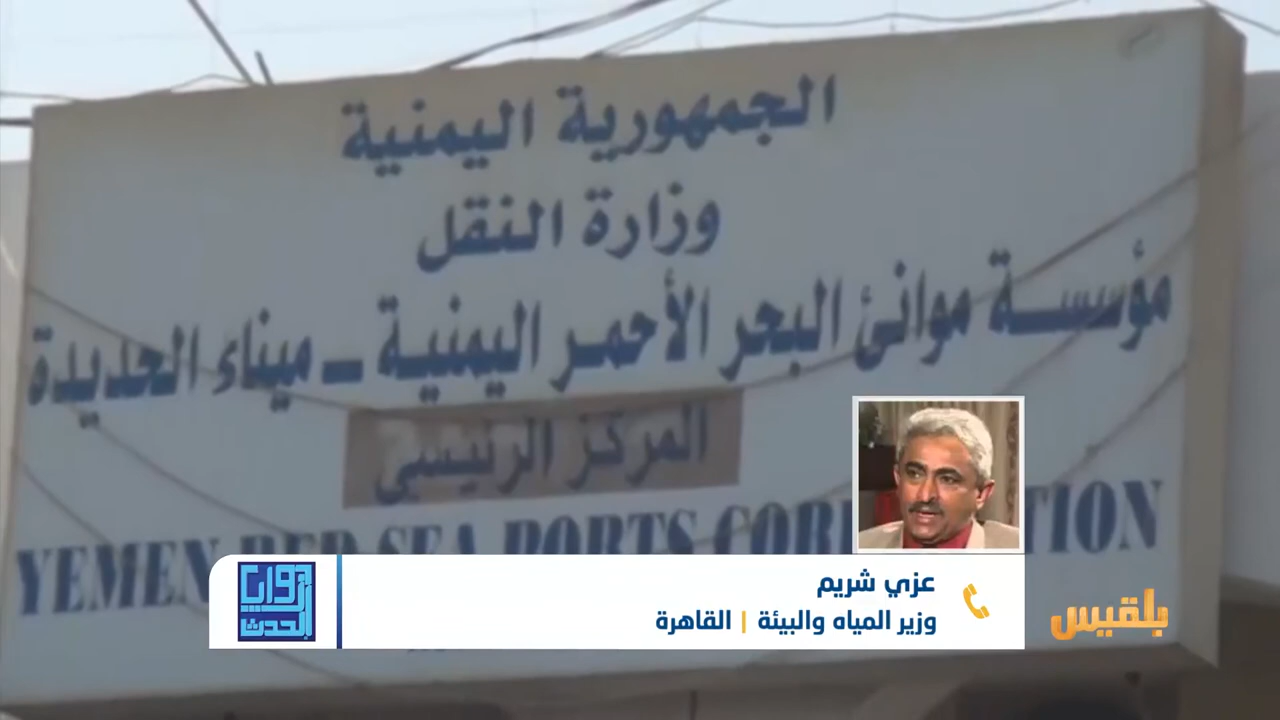 الجمهورية اليمنية
وزارة النقل
مؤسسة موانئ البحر الأحمر اليمنية – ميناء الحديدة
المركز الرئيسي
YEMEN RED SEA PORTS
عزي شريم
وزير المياه والبيئة | القاهرة
زوايا الحدث
بلقيس